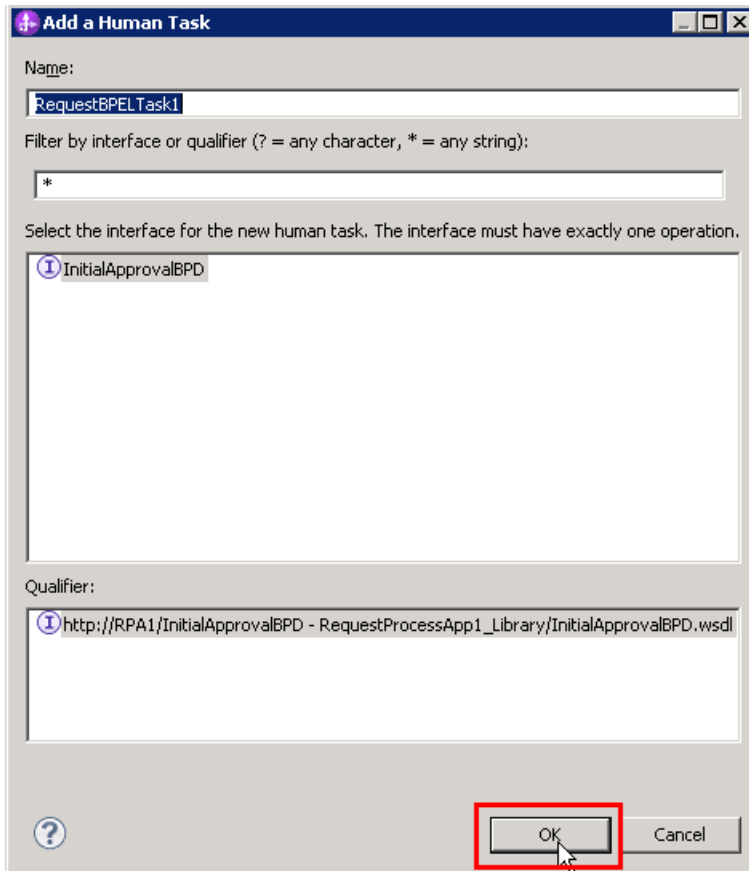 Add a Human Task
Name:
RequestBPELTask1
Filter by interface or qualifier (? = any character, * = any string):
*
Select the interface for the new human task. The interface must have exactly one operation.
InitialApprovalBPD
Qualifier:
http://RPA1/InitialApprovalBPD - RequestProcessApp1_Library/InitialApprovalBPD.wsdl
OK Cancel